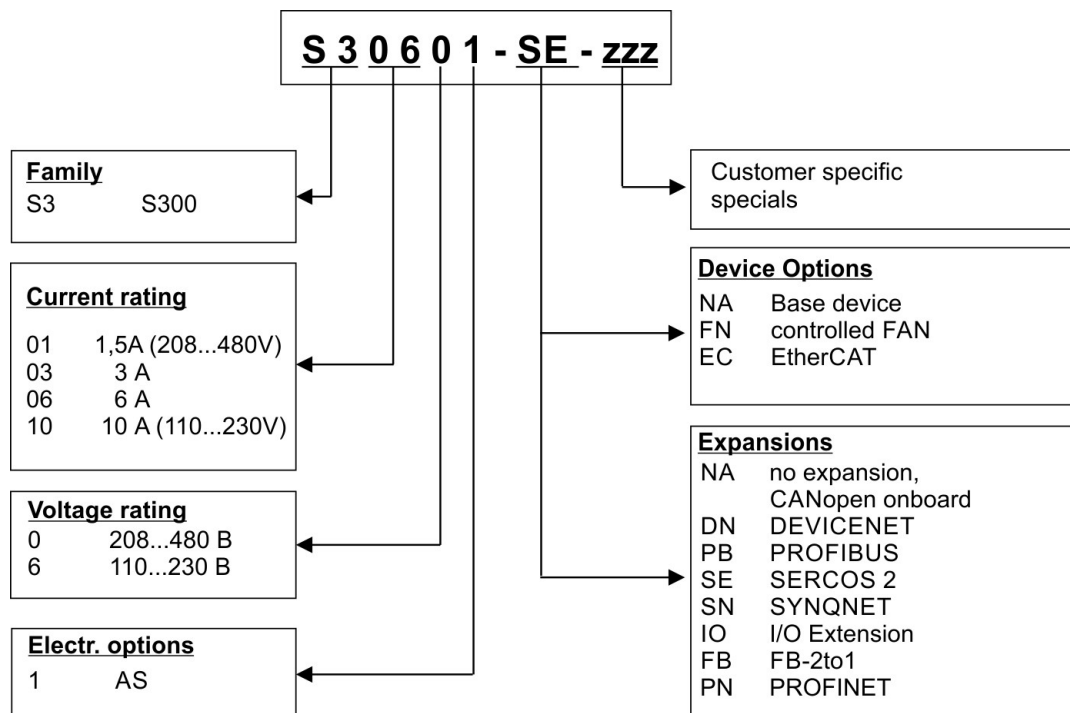 S 3 0 6 0 1 - SE - zzz
Family
S3 S300
Current rating
01 1,5A (208...480V)
03 3 A
06 6 A
10 10 A (110...230V)
Voltage rating
0 208...480 B
6 110...230 B
Electr. options
1 AS
Customer specific
specials
Device Options
NA Base device
FN controlled FAN
EC EtherCAT
Expansions
NA no expansion,
CANopen onboard
DN DEVICENET
PB PROFIBUS
SE SERCOS 2
SN SYNQNET
IO I/O Extension
FB FB-2to1
PN PROFINET